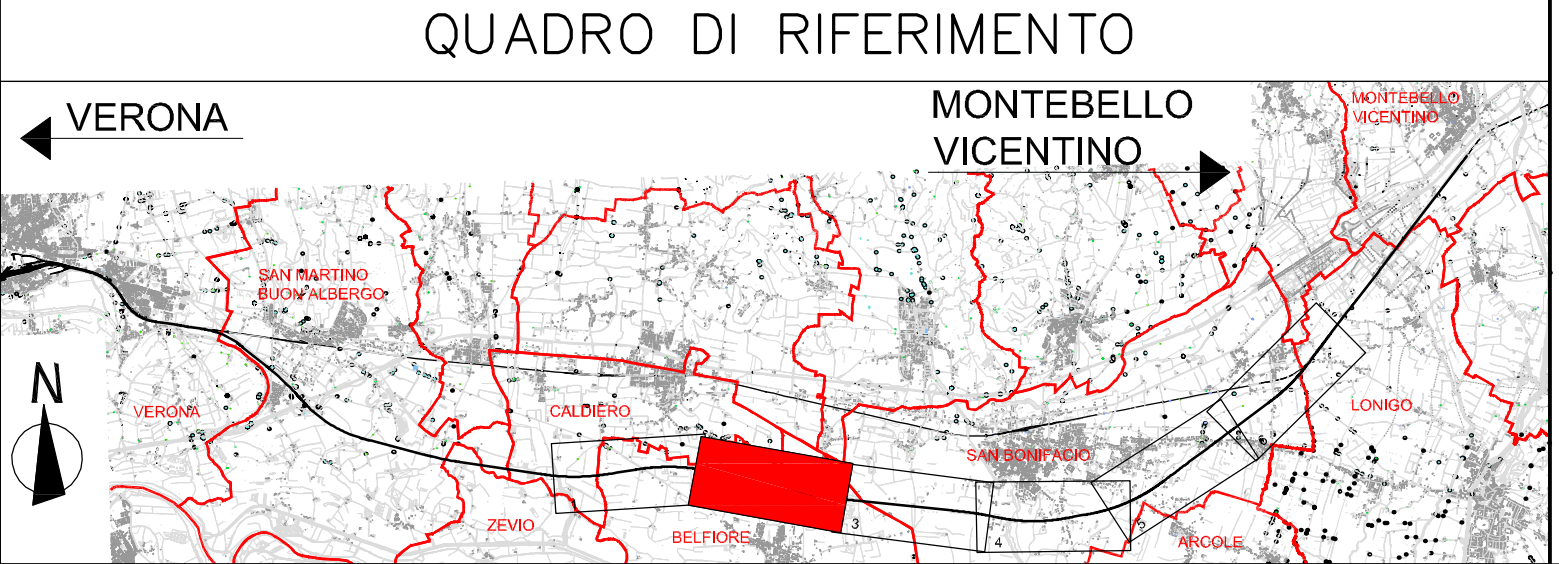 QUADRO DI RIFERIMENTO
VERONA
MONTEBELLO
VICENTINO
MONTEBELLO
VICENTINO
SAN MARTINO
BUON ALBERGO
N
VERONA
CALDIERO
LONIGO
SAN BONIFACIO
ZEVIO
BELFIORE
3
4
5
6
ARCOLE